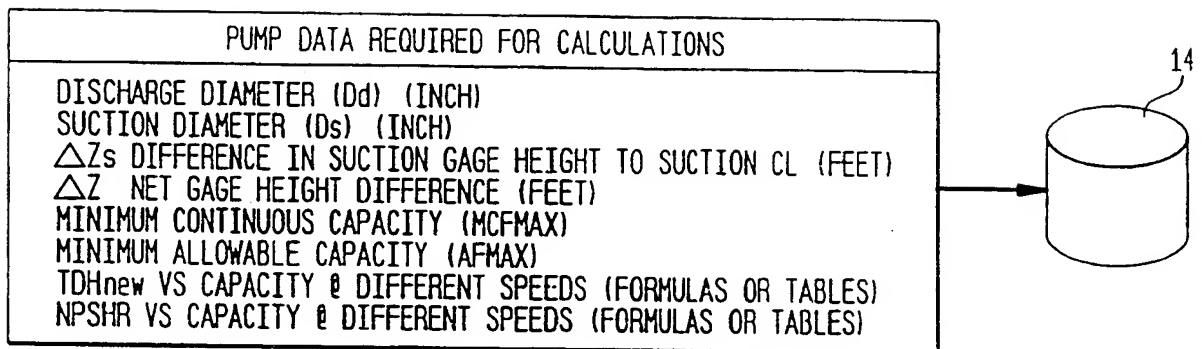 PUMP DATA REQUIRED FOR CALCULATIONS
14
DISCHARGE DIAMETER (Dd) (INCH)
SUCTION DIAMETER (Ds) (INCH)
△Zs DIFFERENCE IN SUCTION GAGE HEIGHT TO SUCTION CL (FEET)
△Z NET GAGE HEIGHT DIFFERENCE (FEET)
MINIMUM CONTINUOUS CAPACITY (MCFMAX)
MINIMUM ALLOWABLE CAPACITY (AFMAX)
TDHnew VS CAPACITY @ DIFFERENT SPEEDS (FORMULAS OR TABLES)
NPSHR VS CAPACITY @ DIFFERENT SPEEDS (FORMULAS OR TABLES)